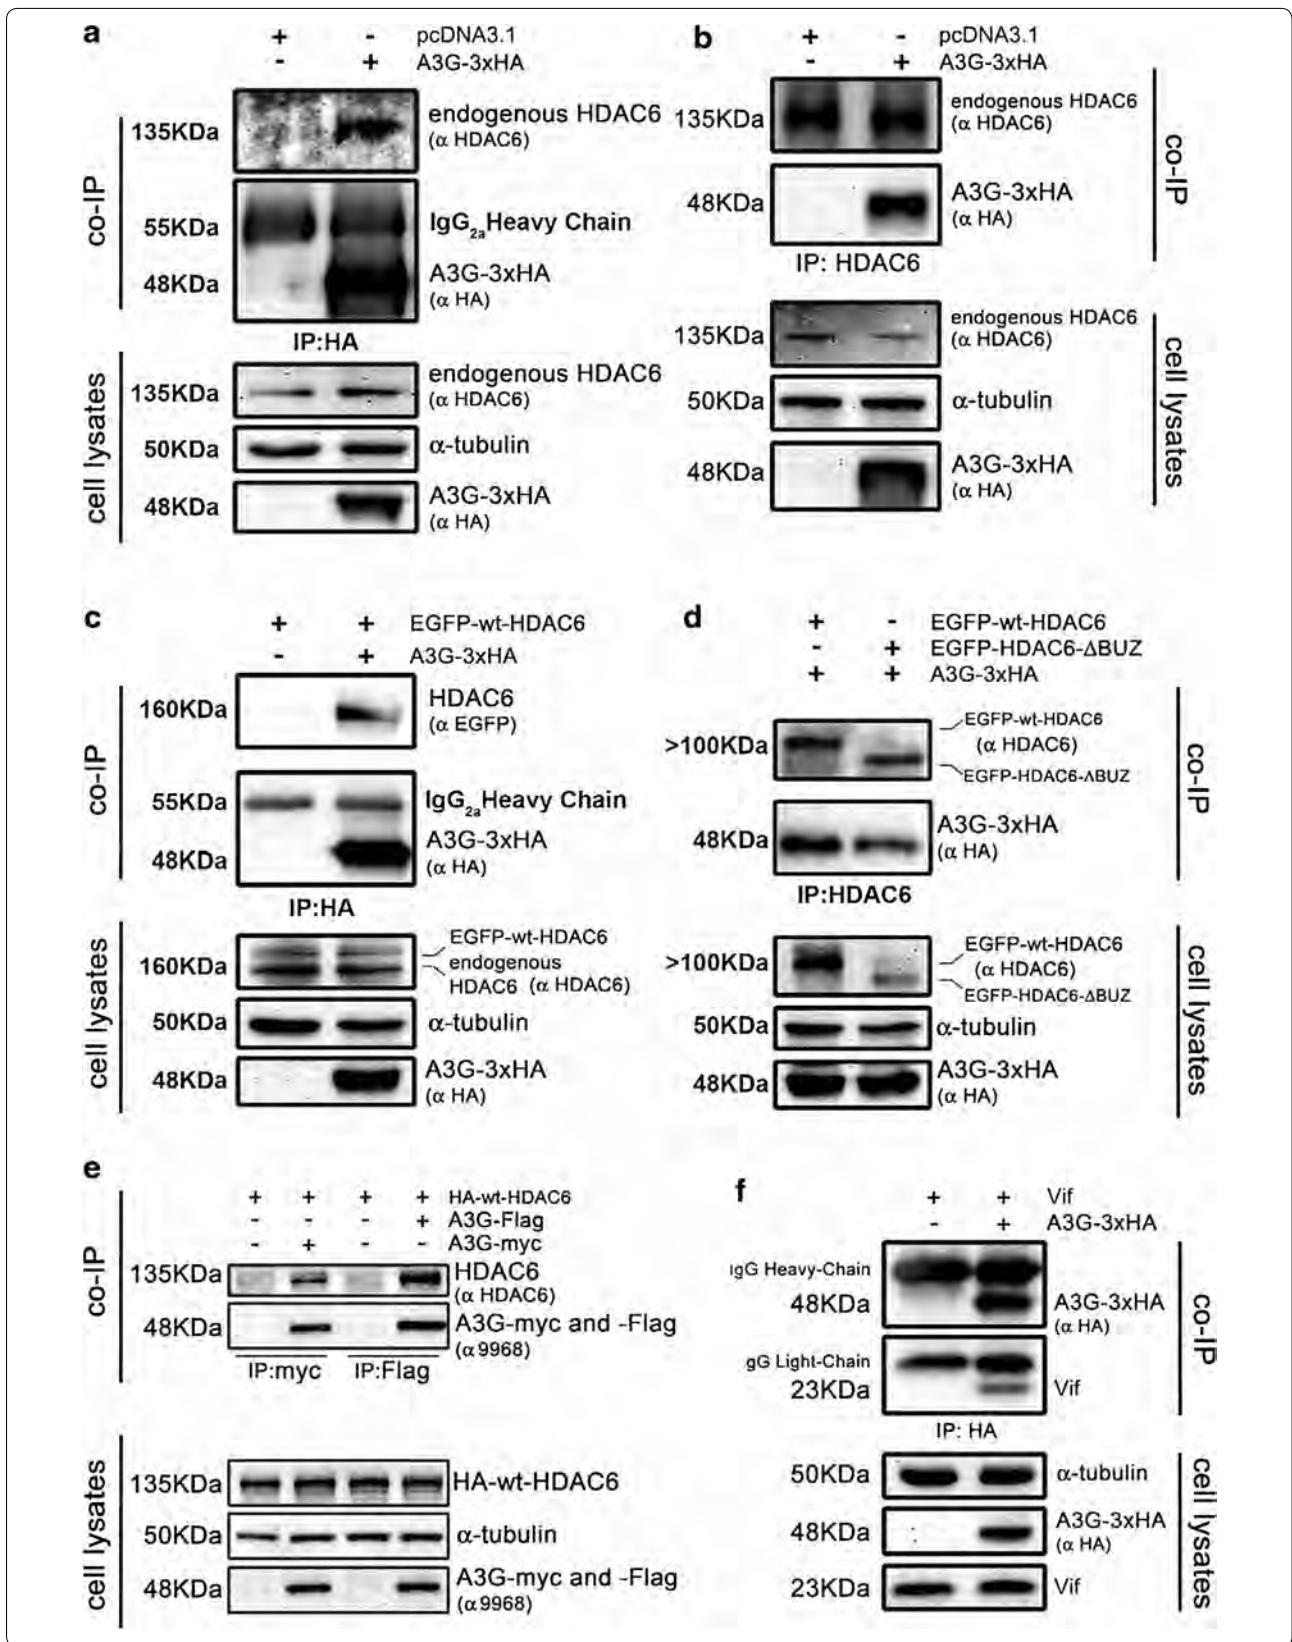 a
+ - pcDNA3.1
- + A3G-3xHA
co-IP
135KDa
endogenous HDAC6
(α HDAC6)
55KDa
IgG2aHeavy Chain
48KDa
A3G-3xHA
(α HA)
IP:HA
cell lysates
135KDa
endogenous HDAC6
(α HDAC6)
50KDa
α-tubulin
48KDa
A3G-3xHA
(α HA)
b
+ - pcDNA3.1
- + A3G-3xHA
135KDa
endogenous HDAC6
(α HDAC6)
48KDa
A3G-3xHA
(α HA)
co-IP
IP: HDAC6
135KDa
endogenous HDAC6
(α HDAC6)
50KDa
α-tubulin
48KDa
A3G-3xHA
(α HA)
cell lysates
c
+ + EGFP-wt-HDAC6
- + A3G-3xHA
co-IP
160KDa
HDAC6
(α EGFP)
55KDa
IgG2aHeavy Chain
48KDa
A3G-3xHA
(α HA)
IP:HA
cell lysates
160KDa
EGFP-wt-HDAC6
endogenous
HDAC6 (α HDAC6)
50KDa
α-tubulin
48KDa
A3G-3xHA
(α HA)
d
+ - EGFP-wt-HDAC6
- + EGFP-HDAC6-ΔBUZ
+ + A3G-3xHA
>100KDa
EGFP-wt-HDAC6
(α HDAC6)
EGFP-HDAC6-ΛBUZ
48KDa
A3G-3xHA
(α HA)
co-IP
IP:HDAC6
>100KDa
EGFP-wt-HDAC6
(α HDAC6)
EGFP-HDAC6-ΔBUZ
50KDa
α-tubulin
48KDa
A3G-3xHA
(α HA)
cell lysates
e
+ + + + HA-wt-HDAC6
- - - + A3G-Flag
- + - - A3G-myc
co-IP
135KDa
HDAC6
(α HDAC6)
48KDa
A3G-myc and -Flag
(α9968)
IP:myc IP:Flag
cell lysates
135KDa
HA-wt-HDAC6
50KDa
α-tubulin
48KDa
A3G-myc and -Flag
(α9968)
f
+ + Vif
- + A3G-3xHA
IgG Heavy-Chain
48KDa
A3G-3xHA
(α HA)
gG Light-Chain
23KDa
Vif
co-IP
IP: HA
50KDa
α-tubulin
48KDa
A3G-3xHA
(α HA)
23KDa
Vif
cell lysates